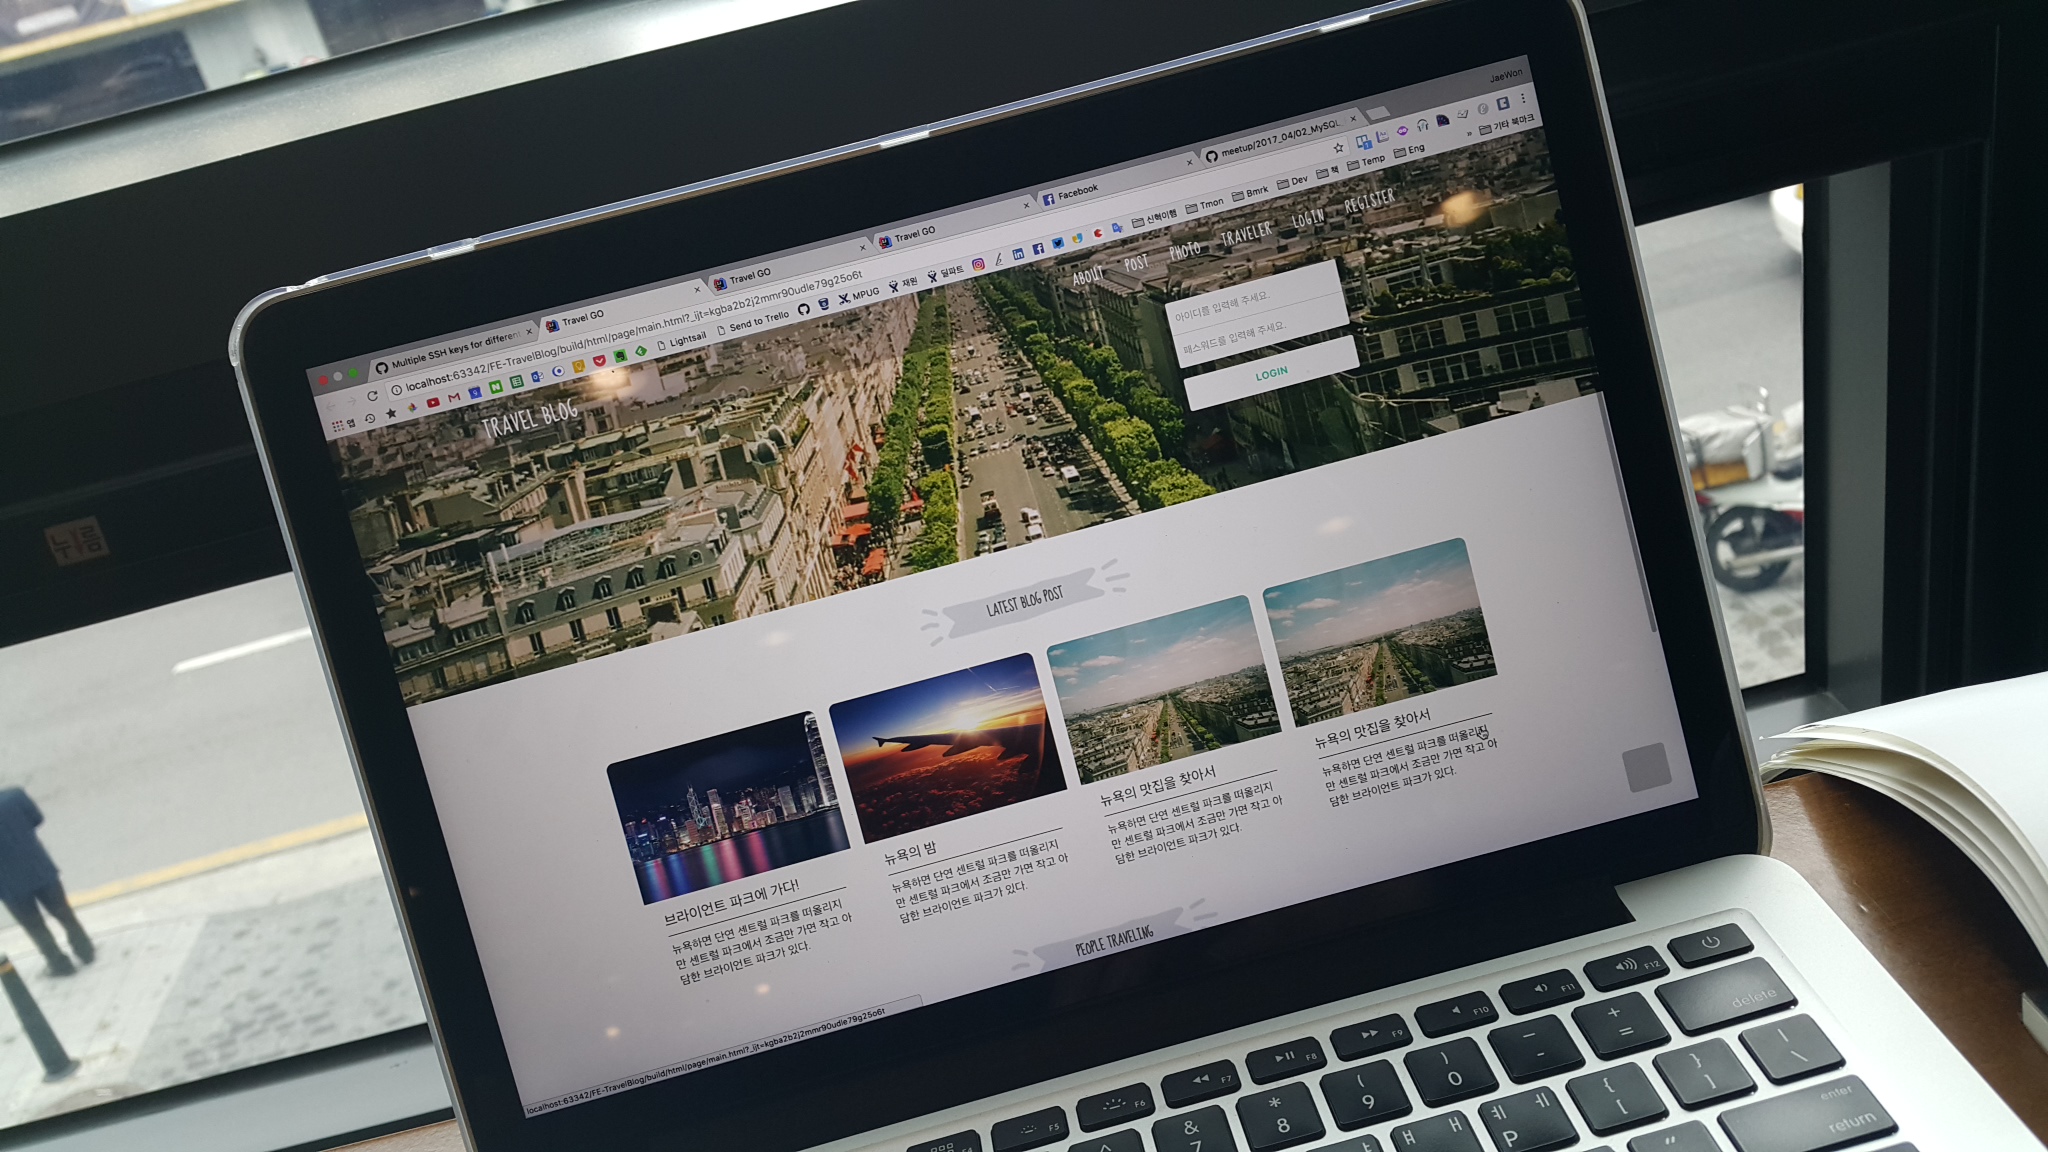 JaeWon
Multiple SSH keys for different
Travel GO
Travel GO
Travel GO
Facebook
meetup/2017_04/02_MySQL
localhost:63342/FE-TravelBlog/build/html/page/main.html?_ijt=kgba2b2j2mmr90udle79g25o6t
앱
Lightsail
Send to Trello
MPUG
재원
딜파트
신혁이행
Tmon
Bmrk
Dev
책
Temp
Eng
» 기타 북마크
TRAVEL BLOG
ABOUT POST PHOTO TRAVELER LOGIN REGISTER
아이디를 입력해 주세요.
패스워드를 입력해 주세요.
LOGIN
LATEST BLOG POST
브라이언트 파크에 가다!
뉴욕하면 단연 센트럴 파크를 떠올리지
만 센트럴 파크에서 조금만 가면 작고 아
담한 브라이언트 파크가 있다.
뉴욕의 밤
뉴욕하면 단연 센트럴 파크를 떠올리지
만 센트럴 파크에서 조금만 가면 작고 아
담한 브라이언트 파크가 있다.
뉴욕의 맛집을 찾아서
뉴욕하면 단연 센트럴 파크를 떠올리지
만 센트럴 파크에서 조금만 가면 작고 아
담한 브라이언트 파크가 있다.
뉴욕의 맛집을 찾아서
뉴욕하면 단연 센트럴 파크를 떠올리지
만 센트럴 파크에서 조금만 가면 작고 아
담한 브라이언트 파크가 있다.
PEOPLE TRAVELING
localhost:63342/FE-TravelBlog/build/html/page/main.html?_ijt=kgba2b2j2mmr90udle79g25o6t
누름
F4 F5 F6 F7 F8 F9 F10 F11 F12
^ & 7 * 8 ( 9 ) 0 _ - + = delete
ㅕ ㅑ ㅒ ㅐ ㅖ ㅔ P { [ } ] | \
" enter return